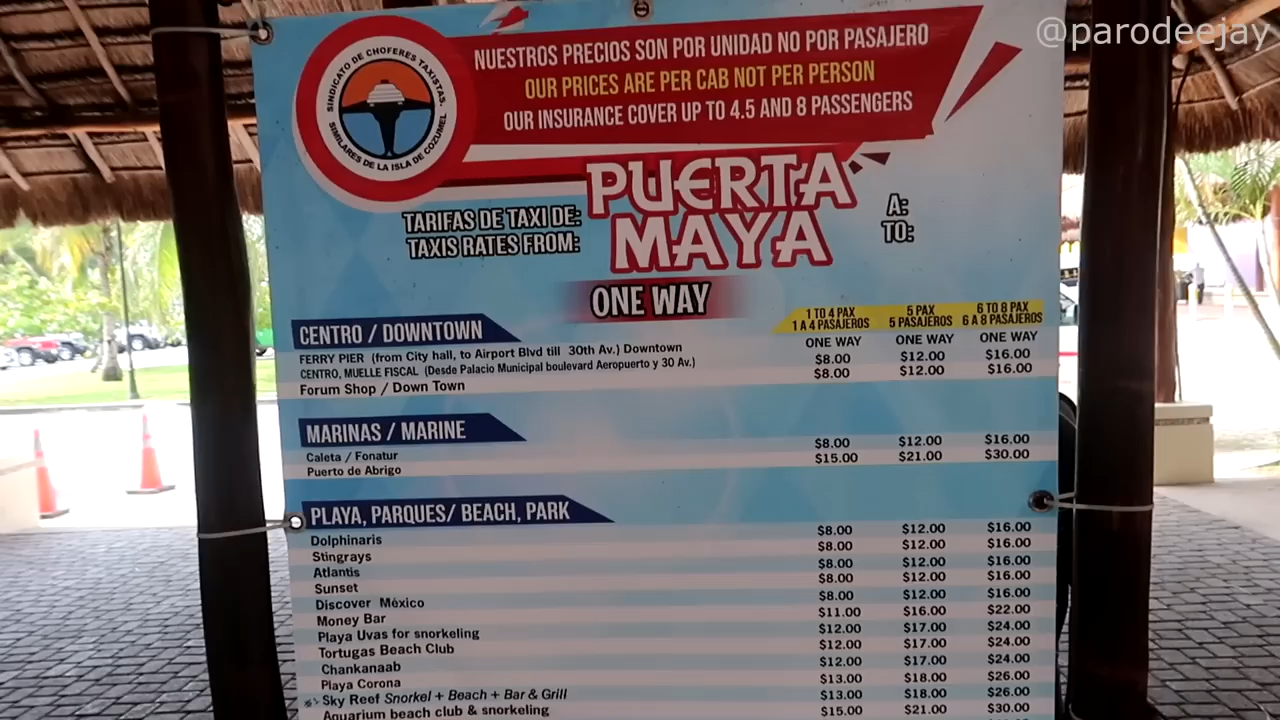 @parodeejay
SINDICATO DE CHOFERES TAXISTAS.
SIMILARES DE LA ISLA DE COZUMEL
NUESTROS PRECIOS SON POR UNIDAD NO POR PASAJERO
OUR PRICES ARE PER CAB NOT PER PERSON
OUR INSURANCE COVER UP TO 4.5 AND 8 PASSENGERS
TARIFAS DE TAXI DE:
TAXIS RATES FROM:
PUERTA
MAYA
A:
TO:
ONE WAY
1 TO 4 PAX 5 PAX 6 TO 8 PAX
1 A 4 PASAJEROS 5 PASAJEROS 6 A 8 PASAJEROS
CENTRO / DOWNTOWN ONE WAY ONE WAY ONE WAY
FERRY PIER (from City hall, to Airport Blvd till 30th Av.) Downtown $8.00 $12.00 $16.00
CENTRO, MUELLE FISCAL (Desde Palacio Municipal boulevard Aeropuerto y 30 Av.) $8.00 $12.00 $16.00
Forum Shop / Down Town
MARINAS / MARINE
Caleta / Fonatur $8.00 $12.00 $16.00
Puerto de Abrigo $15.00 $21.00 $30.00
PLAYA, PARQUES/ BEACH, PARK
Dolphinaris $8.00 $12.00 $16.00
Stingrays $8.00 $12.00 $16.00
Atlantis $8.00 $12.00 $16.00
Sunset $8.00 $12.00 $16.00
Discover Mèxico $8.00 $12.00 $16.00
Money Bar $11.00 $16.00 $22.00
Playa Uvas for snorkeling $12.00 $17.00 $24.00
Tortugas Beach Club $12.00 $17.00 $24.00
Chankanaab $12.00 $17.00 $24.00
Playa Corona $13.00 $18.00 $26.00
Sky Reef Snorkel + Beach + Bar & Grill $13.00 $18.00 $26.00
Aquarium beach club & snorkeling $15.00 $21.00 $30.00